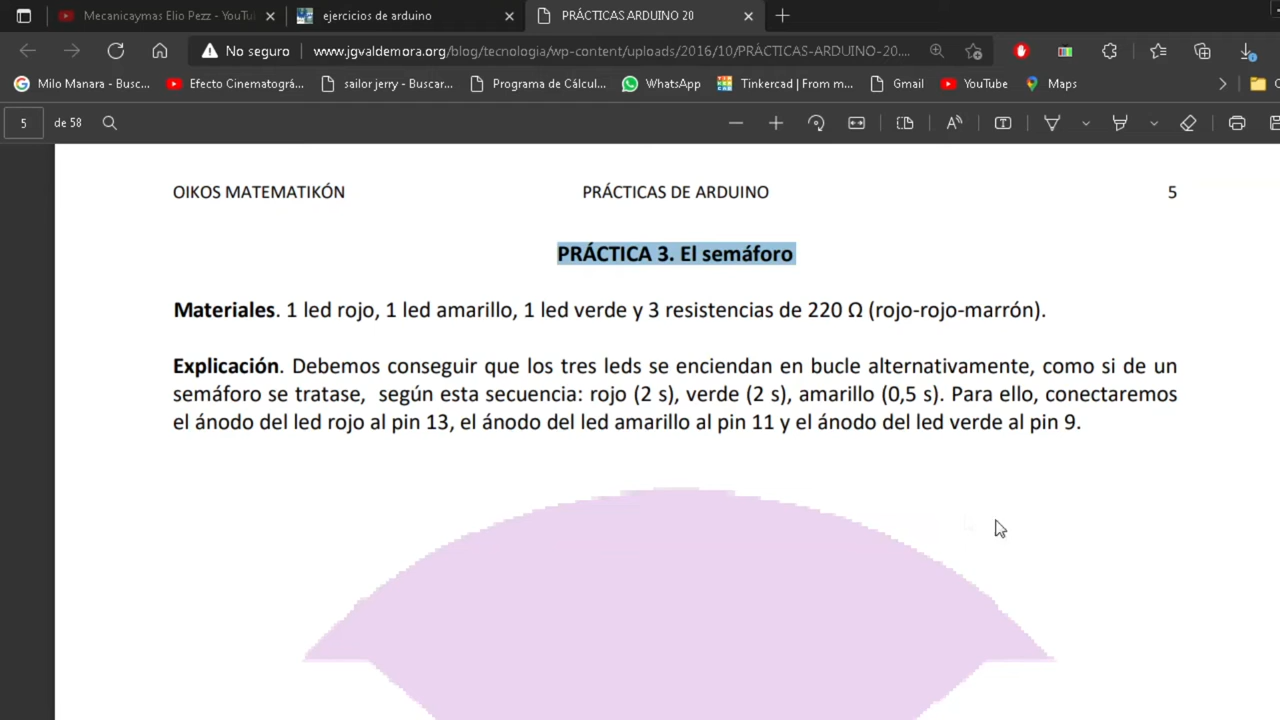 Mecanicaymas Elio Pezz - YouTu
ejercicios de arduino
PRÁCTICAS ARDUINO 20
No seguro
www.jgvaldemora.org/blog/tecnologia/wp-content/uploads/2016/10/PRÁCTICAS-ARDUINO-20....
Milo Manara - Busc...
Efecto Cinematográ...
sailor jerry - Buscar...
Programa de Cálcul...
WhatsApp
Tinkercad | From m...
Gmail
YouTube
Maps
5 de 58
OIKOS MATEMATIKÓN PRÁCTICAS DE ARDUINO 5
PRÁCTICA 3. El semáforo
Materiales. 1 led rojo, 1 led amarillo, 1 led verde y 3 resistencias de 220 Ω (rojo-rojo-marrón).
Explicación. Debemos conseguir que los tres leds se enciendan en bucle alternativamente, como si de un
semáforo se tratase, según esta secuencia: rojo (2 s), verde (2 s), amarillo (0,5 s). Para ello, conectaremos
el ánodo del led rojo al pin 13, el ánodo del led amarillo al pin 11 y el ánodo del led verde al pin 9.